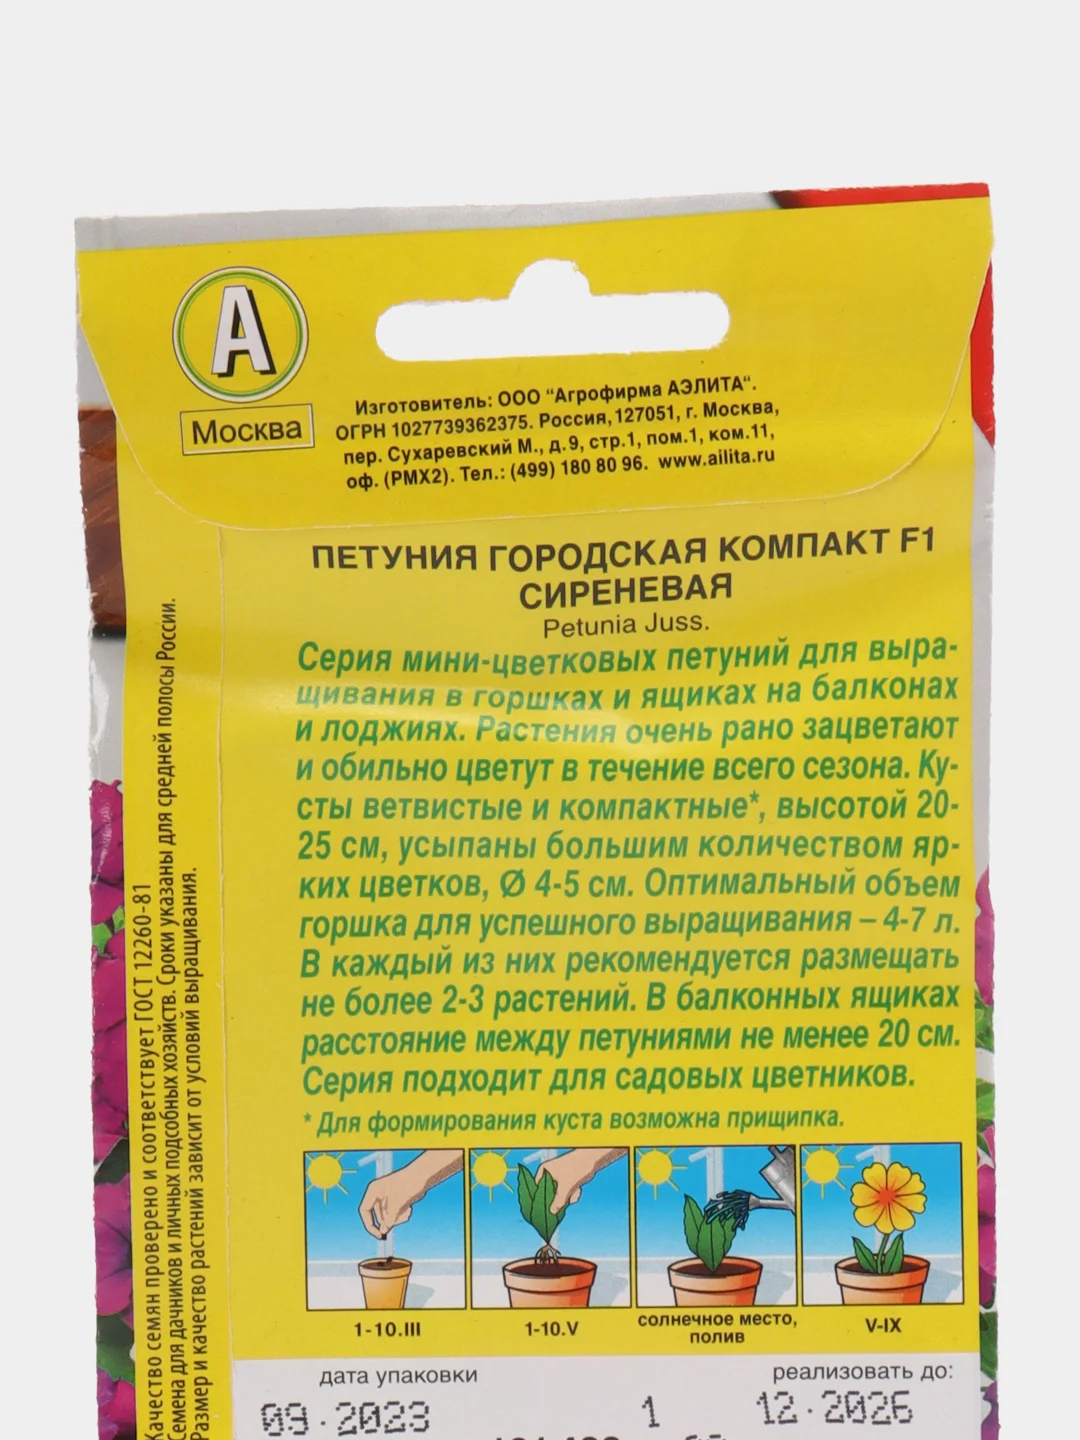 А
Москва
Изготовитель: ООО “Агрофирма АЭЛИТА“.
ОГРН 1027739362375. Россия, 127051, г. Москва,
пер. Сухаревский М., д.9, стр.1, пом.1, ком.11,
оф. (РМХ2). Тел.: (499) 180 80 96. www.ailita.ru
ПЕТУНИЯ ГОРОДСКАЯ КОМПАКТ F1
СИРЕНЕВАЯ
Petunia Juss.
Серия мини-цветковых петуний для выра-
щивания в горшках и ящиках на балконах
и лоджиях. Растения очень рано зацветают
и обильно цветут в течение всего сезона. Ку-
сты ветвистые и компактные*, высотой 20-
25 см, усыпаны большим количеством яр-
ких цветков, Ø 4-5 см. Оптимальный объем
горшка для успешного выращивания – 4-7 л.
В каждый из них рекомендуется размещать
не более 2-3 растений. В балконных ящиках
расстояние между петуниями не менее 20 см.
Серия подходит для садовых цветников.
* Для формирования куста возможна прищипка.
1-10.III
1-10.V
солнечное место,
полив
V-IX
дата упаковки
реализовать до:
09.2023
1
12.2026
Качество семян проверено и соответствует ГОСТ 12260-81
Семена для дачников и личных подсобных хозяйств. Сроки указаны для средней полосы России.
Размер и качество растений зависит от условий выращивания.